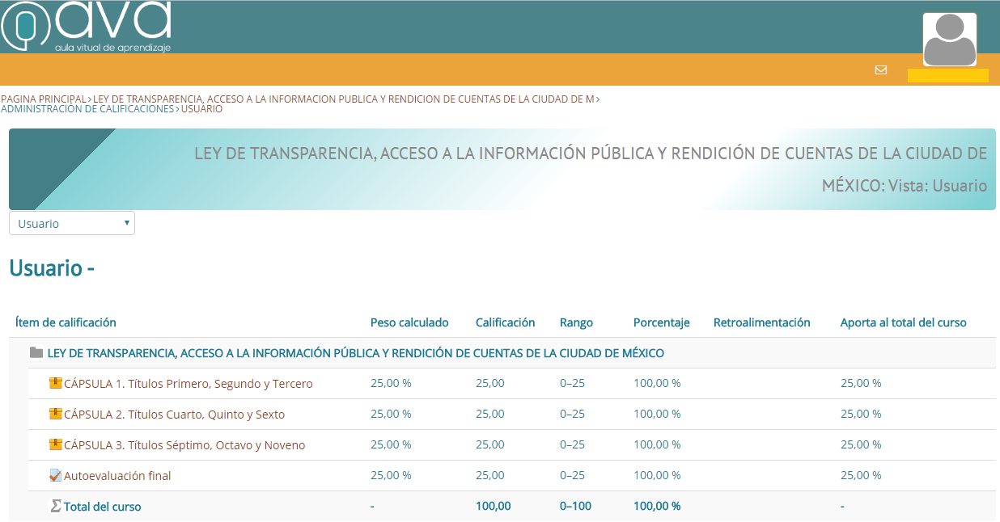 ava
aula vitual de aprendizaje
PAGINA PRINCIPAL › LEY DE TRANSPARENCIA, ACCESO A LA INFORMACION PUBLICA Y RENDICION DE CUENTAS DE LA CIUDAD DE M ›
ADMINISTRACIÓN DE CALIFICACIONES › USUARIO
LEY DE TRANSPARENCIA, ACCESO A LA INFORMACIÓN PÚBLICA Y RENDICIÓN DE CUENTAS DE LA CIUDAD DE
MÉXICO: Vista: Usuario
Usuario
Usuario -
Ítem de calificación Peso calculado Calificación Rango Porcentaje Retroalimentación Aporta al total del curso
LEY DE TRANSPARENCIA, ACCESO A LA INFORMACIÓN PÚBLICA Y RENDICIÓN DE CUENTAS DE LA CIUDAD DE MÉXICO
CÁPSULA 1. Títulos Primero, Segundo y Tercero 25,00 % 25,00 0–25 100,00 % 25,00 %
CÁPSULA 2. Títulos Cuarto, Quinto y Sexto 25,00 % 25,00 0–25 100,00 % 25,00 %
CÁPSULA 3. Títulos Séptimo, Octavo y Noveno 25,00 % 25,00 0–25 100,00 % 25,00 %
Autoevaluación final 25,00 % 25,00 0–25 100,00 % 25,00 %
Σ Total del curso - 100,00 0–100 100,00 % -